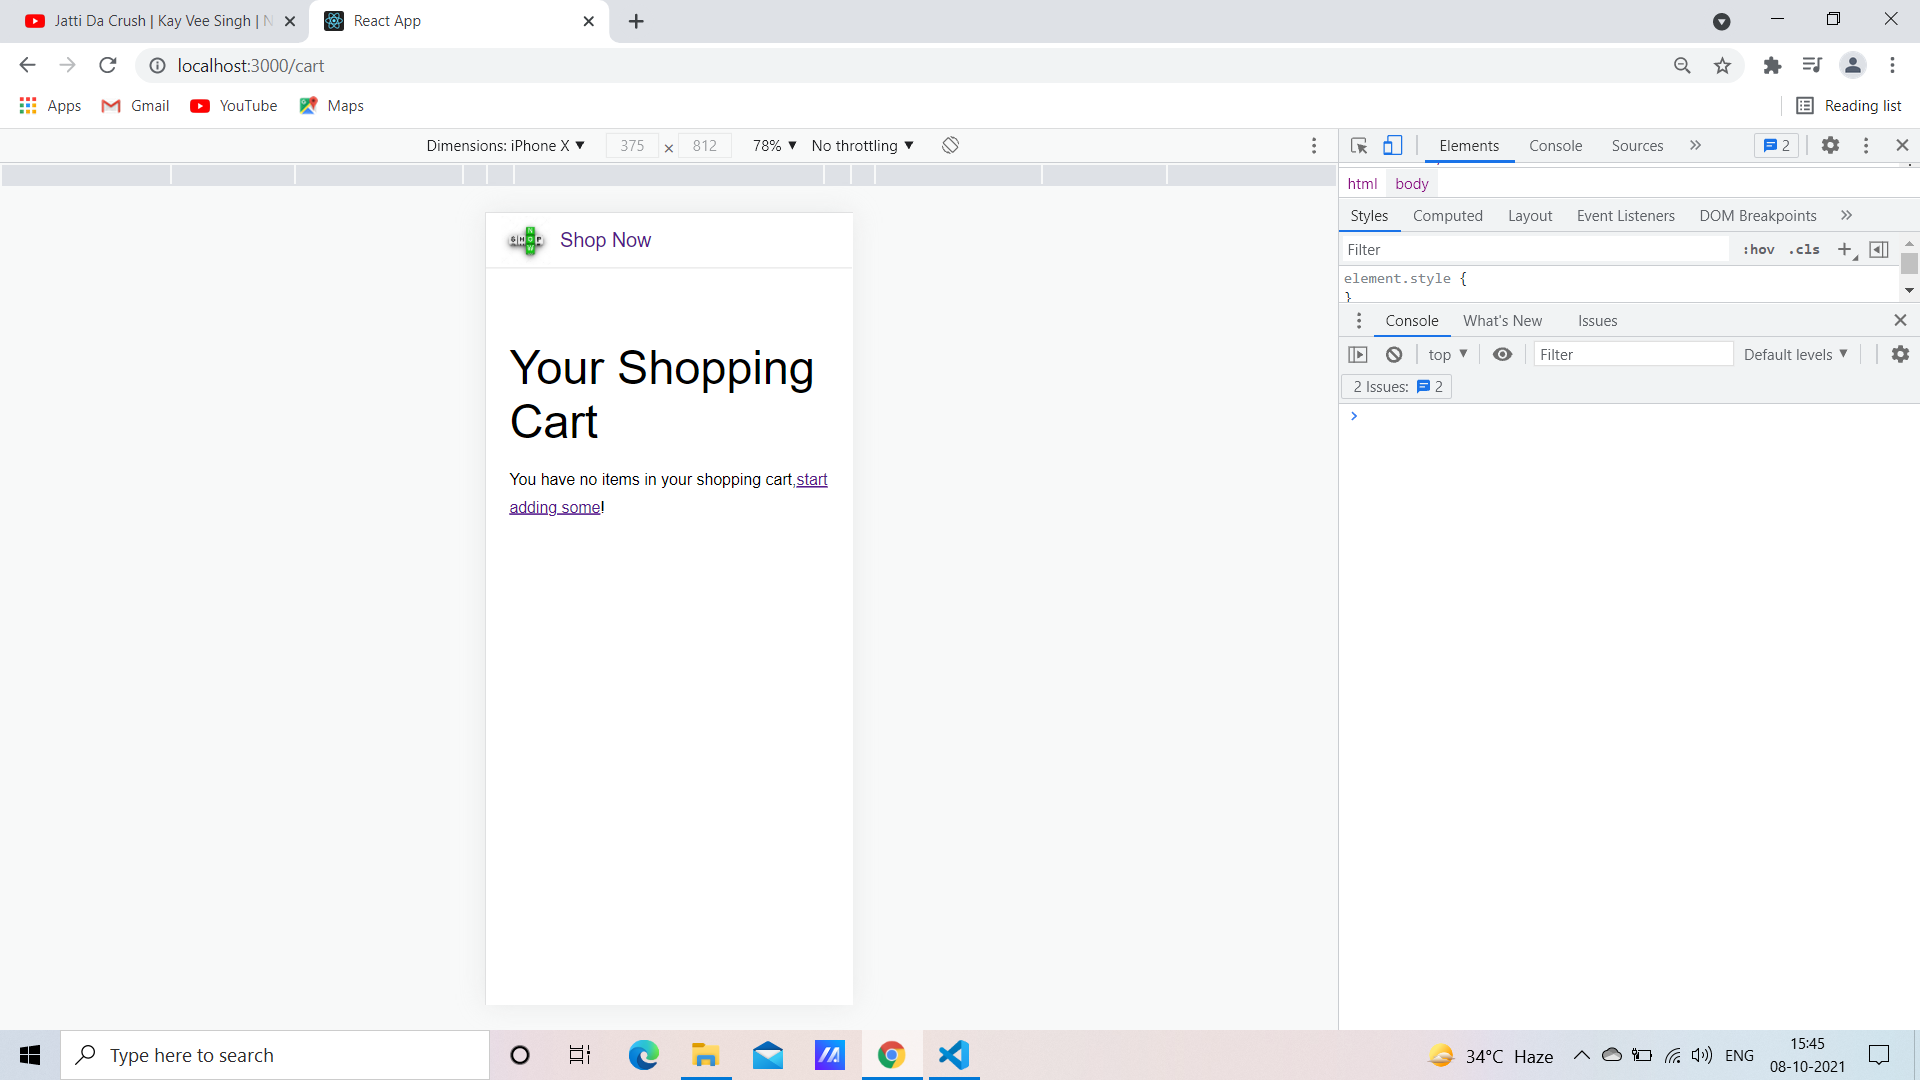 Jatti Da Crush | Kay Vee Singh | N
React App
localhost:3000/cart
Apps
Gmail
YouTube
Maps
Reading list
Dimensions: iPhone X
375
×
812
78%
No throttling
Elements
Console
Sources
2
html
body
Styles
Computed
Layout
Event Listeners
DOM Breakpoints
Filter
:hov
.cls
element.style {
}
Console
What's New
Issues
top
Filter
Default levels
2 Issues:
2
SHOP
NOW
Shop Now
Your Shopping
Cart
You have no items in your shopping cart,start
adding some!
Type here to search
34°C Haze
ENG
15:45
08-10-2021